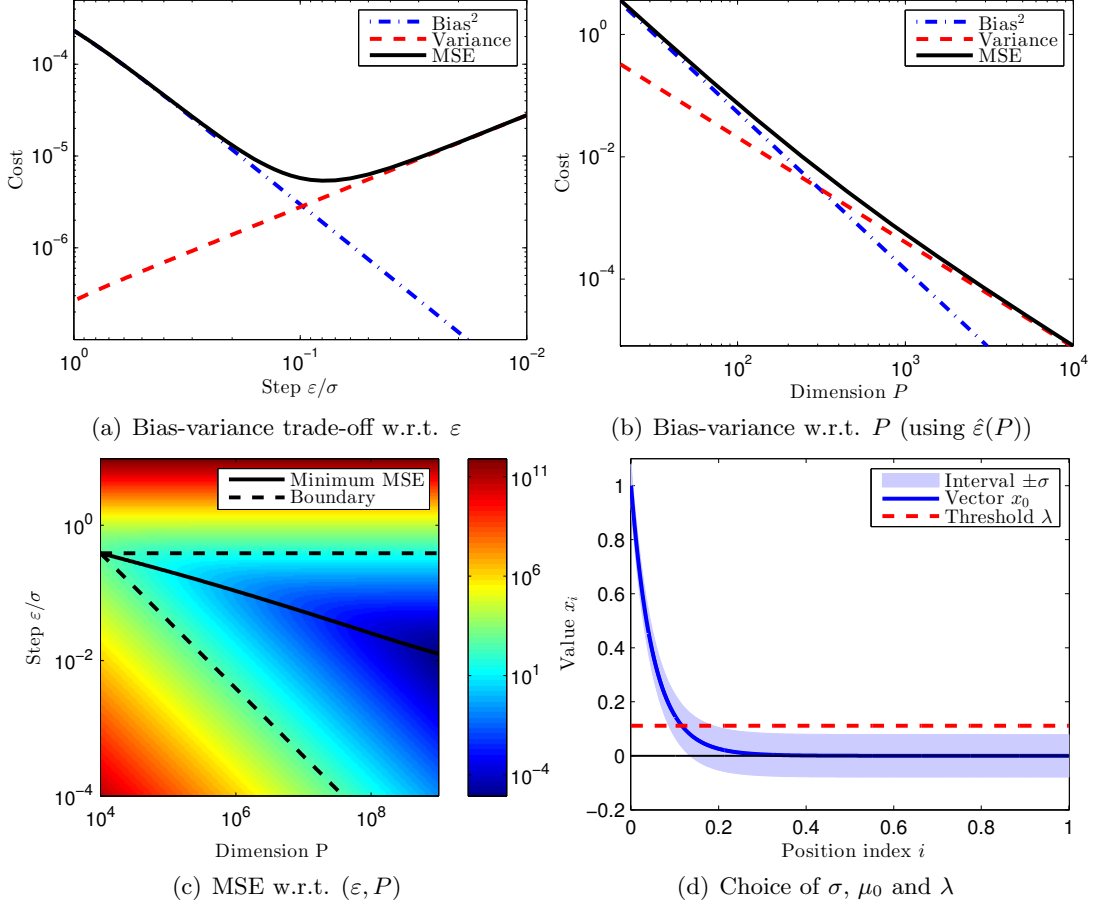 Bias²
Variance
MSE
10⁻⁴
10⁻⁵
10⁻⁶
Cost
10⁰
10⁻¹
10⁻²
Step ε/σ
(a) Bias-variance trade-off w.r.t. ε
Bias²
Variance
MSE
10⁰
10⁻²
10⁻⁴
Cost
10²
10³
10⁴
Dimension P
(b) Bias-variance w.r.t. P (using ε̂(P))
Minimum MSE
Boundary
10⁰
10⁻²
10⁻⁴
Step ε/σ
10⁴
10⁶
10⁸
Dimension P
10¹¹
10⁷
10¹
10⁻⁴
(c) MSE w.r.t. (ε, P)
Interval ±σ
Vector x₀
Threshold λ
1
0.8
0.6
0.4
0.2
0
−0.2
Value xᵢ
0
0.2
0.4
0.6
0.8
1
Position index i
(d) Choice of σ, μ₀ and λ